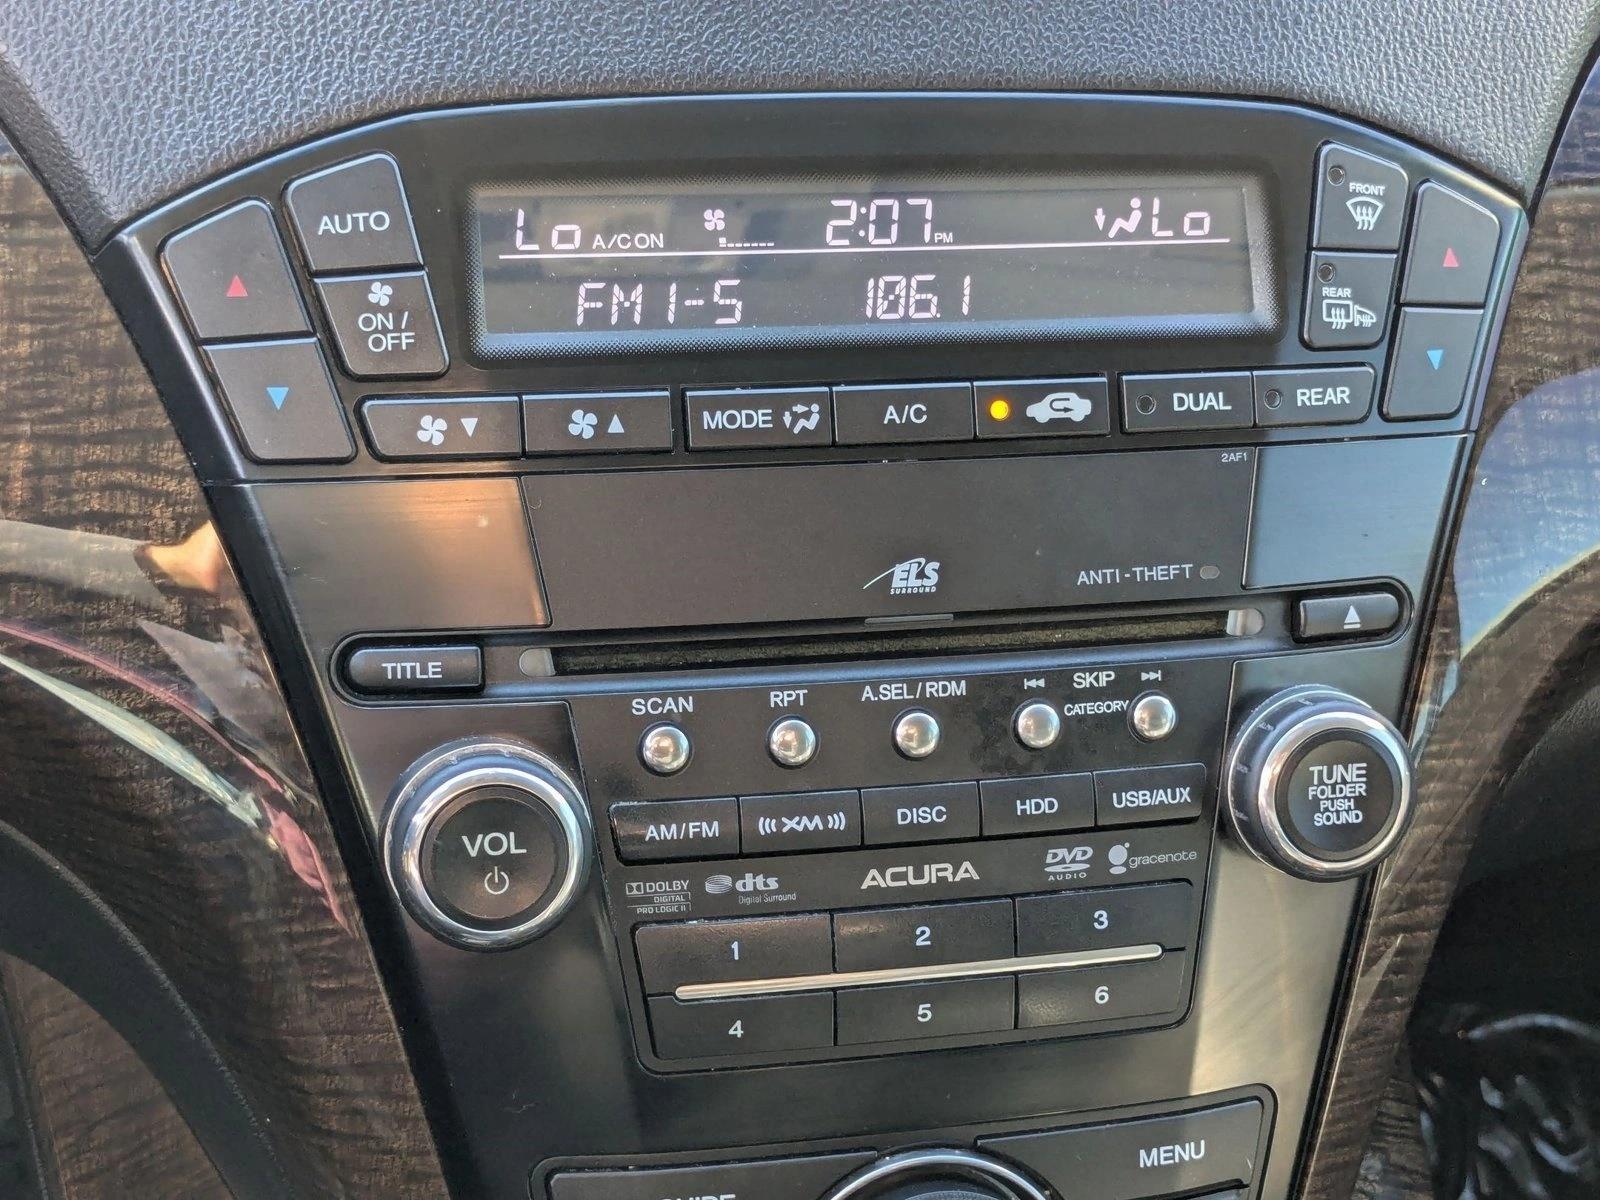 AUTO
ON / OFF
Lo A/C ON 2:07 PM Lo
FM1-5 106.1
FRONT
REAR
MODE
A/C
DUAL
REAR
2AF1
ELS
SURROUND
ANTI-THEFT
TITLE
SCAN
RPT
A.SEL/RDM
SKIP
CATEGORY
VOL
TUNE
FOLDER
PUSH
SOUND
AM/FM
XM
DISC
HDD
USB/AUX
DOLBY
DIGITAL
PRO LOGIC II
dts
Digital Surround
ACURA
DVD
AUDIO
gracenote
1
2
3
4
5
6
MENU